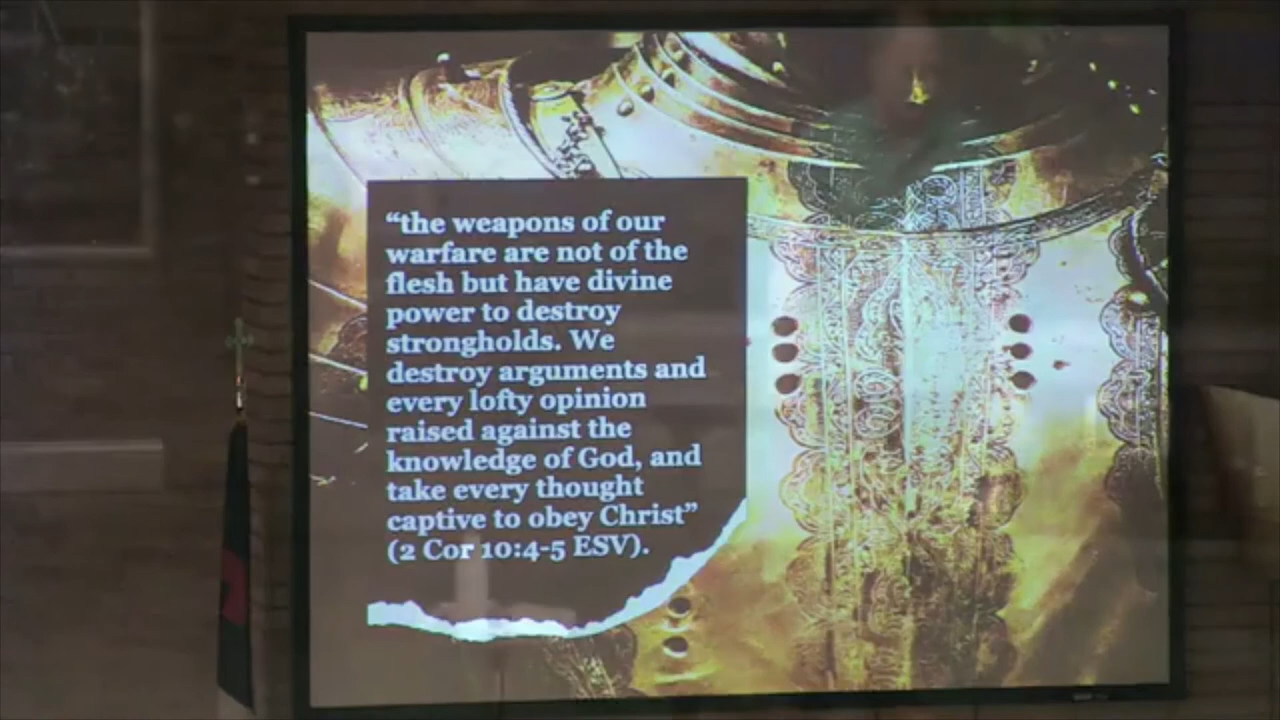 “the weapons of our
warfare are not of the
flesh but have divine
power to destroy
strongholds. We
destroy arguments and
every lofty opinion
raised against the
knowledge of God, and
take every thought
captive to obey Christ”
(2 Cor 10:4-5 ESV).